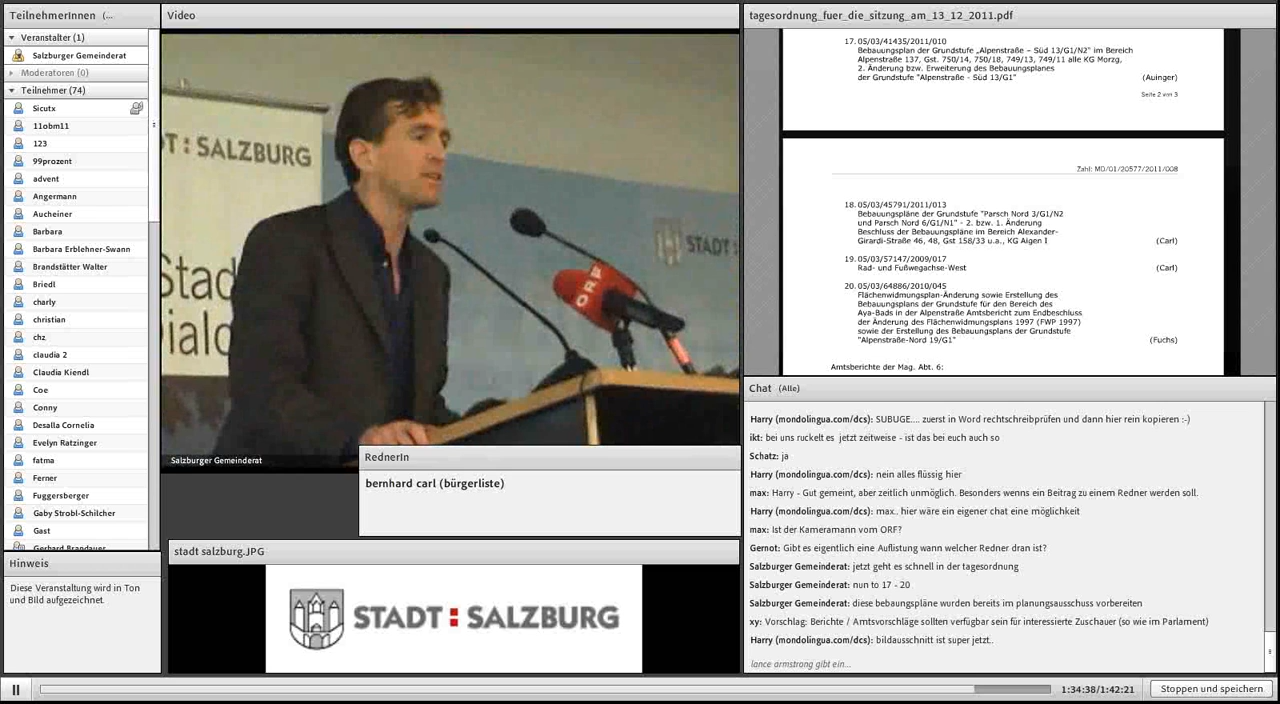 TeilnehmerInnen (...
Veranstalter (1)
Salzburger Gemeinderat
Moderatoren (0)
Teilnehmer (74)
Sicutx
11obm11
123
99prozent
advent
Angermann
Aucheiner
Barbara
Barbara Erblehner-Swann
Brandstätter Walter
Briedl
charly
christian
chz
claudia 2
Claudia Kiendl
Coe
Conny
Desalla Cornelia
Evelyn Ratzinger
fatma
Ferner
Fuggersberger
Gaby Strobl-Schilcher
Gast
Gerhard Brandauer
Hinweis
Diese Veranstaltung wird in Ton
und BIld aufgezeichnet.
Video
T : SALZBURG
Stad
ialo
STADT : S
ORF
Salzburger Gemeinderat
RednerIn
bernhard carl (bürgerliste)
stadt salzburg.JPG
STADT : SALZBURG
tagesordnung_fuer_die_sitzung_am_13_12_2011.pdf
17. 05/03/41435/2011/010
Bebauungsplan der Grundstufe „Alpenstraße – Süd 13/G1/N2" im Bereich
Alpenstraße 137, Gst. 750/14, 750/18, 749/13, 749/11 alle KG Morzg,
2. Änderung bzw. Erweiterung des Bebauungsplanes
der Grundstufe "Alpenstraße - Süd 13/G1" (Auinger)
Seite 2 von 3
Zahl: MD/01/20577/2011/008
18. 05/03/45791/2011/013
Bebauungspläne der Grundstufe "Parsch Nord 3/G1/N2
und Parsch Nord 6/G1/N1" - 2. bzw. 1. Änderung
Beschluss der Bebauungspläne im Bereich Alexander-
Girardi-Straße 46, 48, Gst 158/33 u.a., KG Aigen I (Carl)
19. 05/03/57147/2009/017
Rad- und Fußwegachse-West (Carl)
20. 05/03/64886/2010/045
Flächenwidmungsplan-Änderung sowie Erstellung des
Bebauungsplans der Grundstufe für den Bereich des
Aya-Bads in der Alpenstraße Amtsbericht zum Endbeschluss
der Änderung des Flächenwidmungsplans 1997 (FWP 1997)
sowie der Erstellung des Bebauungsplans der Grundstufe
"Alpenstraße-Nord 19/G1" (Fuchs)
Amtsberichte der Mag. Abt. 6:
Chat (Alle)
Harry (mondolingua.com/dcs): SUBUGE.... zuerst in Word rechtschreibprüfen und dann hier rein kopieren :-)
ikt: bei uns ruckelt es jetzt zeitweise - ist das bei euch auch so
Schatz: ja
Harry (mondolingua.com/dcs): nein alles flüssig hier
max: Harry - Gut gemeint, aber zeitlich unmöglich. Besonders wenns ein Beitrag zu einem Redner werden soll.
Harry (mondolingua.com/dcs): max.. hier wäre ein eigener chat eine möglichkeit
max: Ist der Kameramann vom ORF?
Gernot: Gibt es eigentlich eine Auflistung wann welcher Redner dran ist?
Salzburger Gemeinderat: jetzt geht es schnell in der tagesordnung
Salzburger Gemeinderat: nun to 17 - 20
Salzburger Gemeinderat: diese bebaungspläne wurden bereits im planungsausschuss vorbereiten
xy: Vorschlag: Berichte / Amtsvorschläge sollten verfügbar sein für interessierte Zuschauer (so wie im Parlament)
Harry (mondolingua.com/dcs): bildausschnitt ist super jetzt..
lance armstrong gibt ein...
1:34:38/1:42:21
Stoppen und speichern